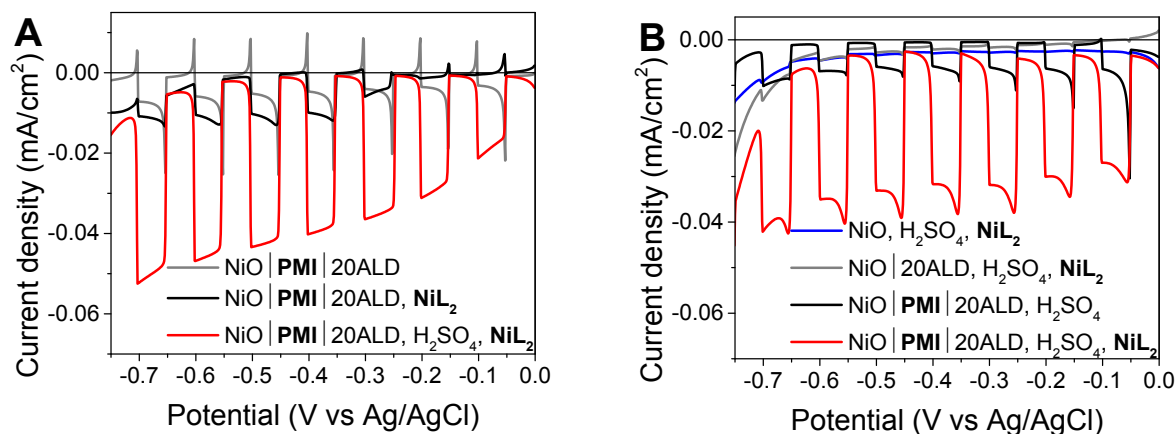 A
Current density (mA/cm²)
0.00
-0.02
-0.04
-0.06
NiO | PMI | 20ALD
NiO | PMI | 20ALD, NiL₂
NiO | PMI | 20ALD, H₂SO₄, NiL₂
-0.7 -0.6 -0.5 -0.4 -0.3 -0.2 -0.1 0.0
Potential (V vs Ag/AgCl)
B
Current density (mA/cm²)
0.00
-0.02
-0.04
-0.06
NiO, H₂SO₄, NiL₂
NiO | 20ALD, H₂SO₄, NiL₂
NiO | PMI | 20ALD, H₂SO₄
NiO | PMI | 20ALD, H₂SO₄, NiL₂
-0.7 -0.6 -0.5 -0.4 -0.3 -0.2 -0.1 0.0
Potential (V vs Ag/AgCl)